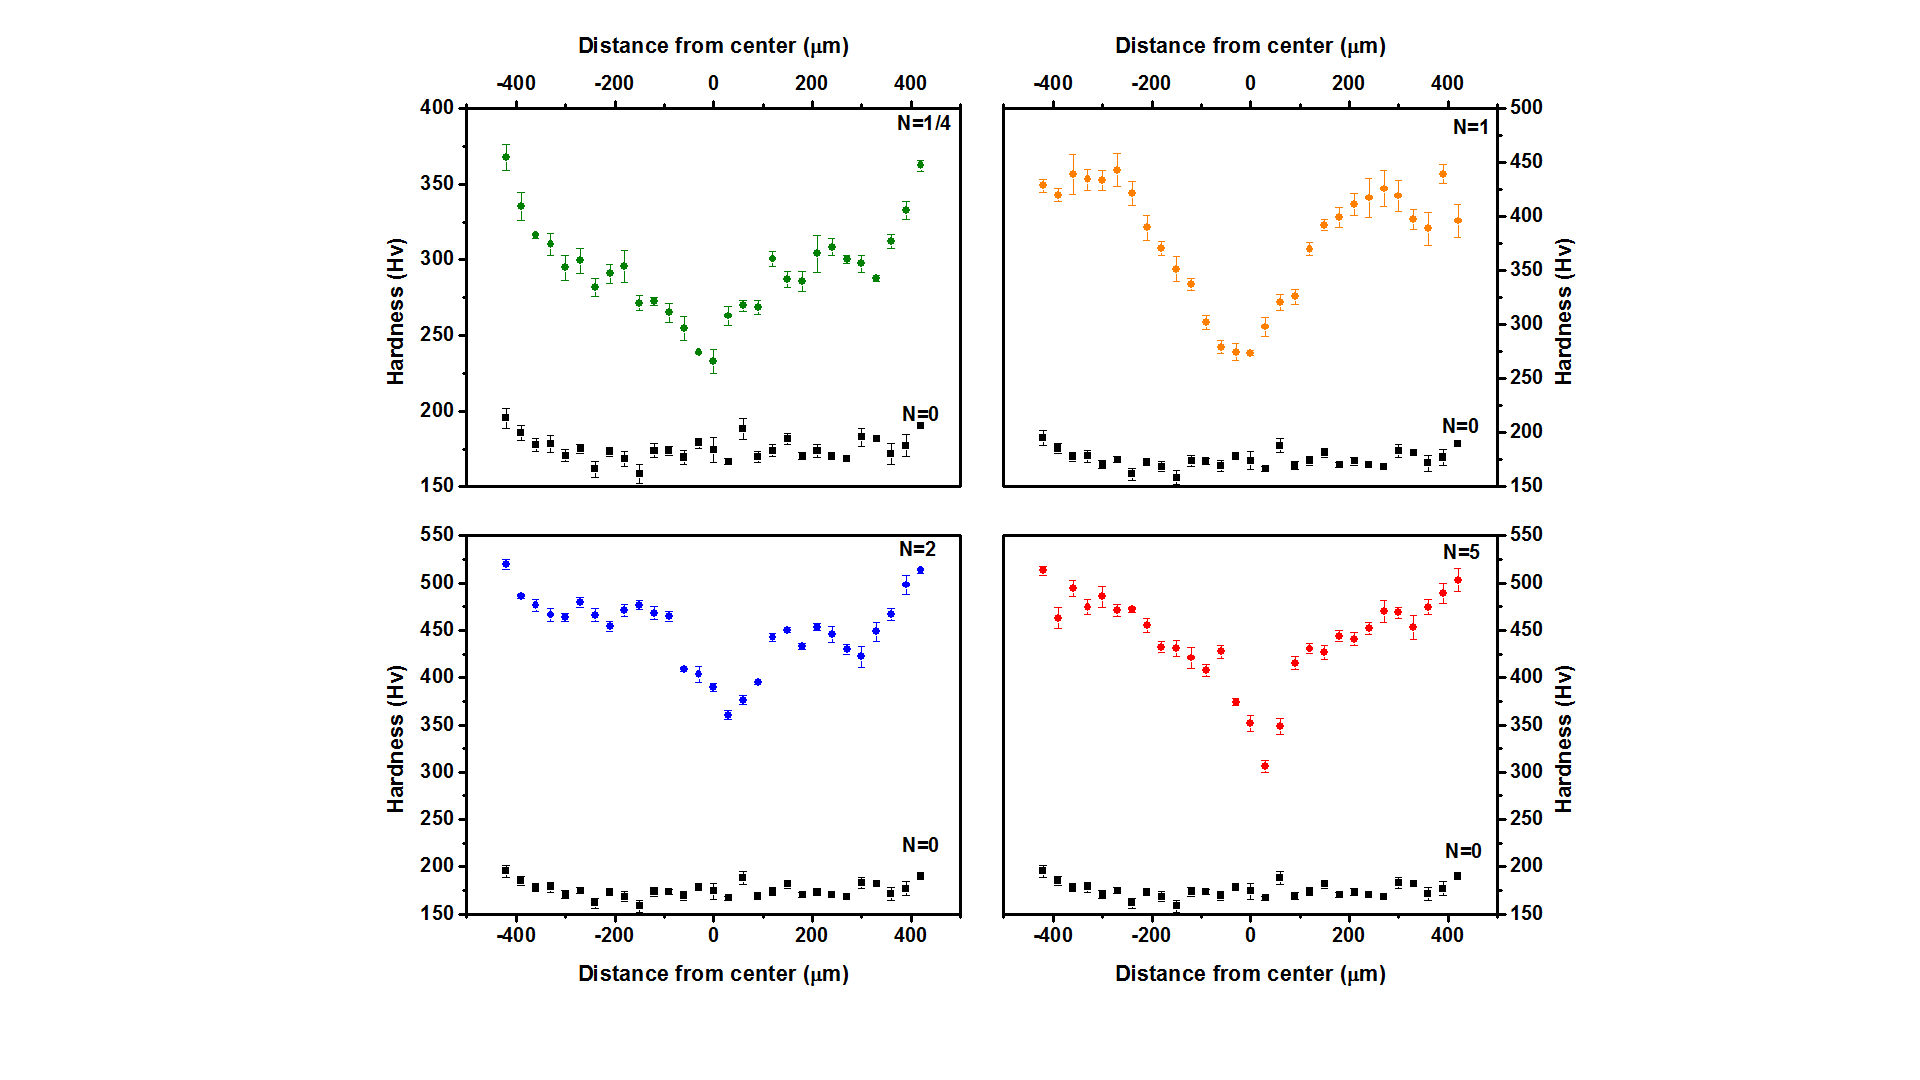 Distance from center (μm) Distance from center (μm)
-400 -200 0 200 400 -400 -200 0 200 400
400 N=1/4 N=1 500
350 450
300 400
250 350
200 300
150 250
200
150
Hardness (Hv) N=0 N=0 Hardness (Hv)
550 N=2 N=5 550
500 500
450 450
400 400
350 350
300 300
250 250
200 200
150 150
Hardness (Hv) N=0 N=0 Hardness (Hv)
-400 -200 0 200 400 -400 -200 0 200 400
Distance from center (μm) Distance from center (μm)